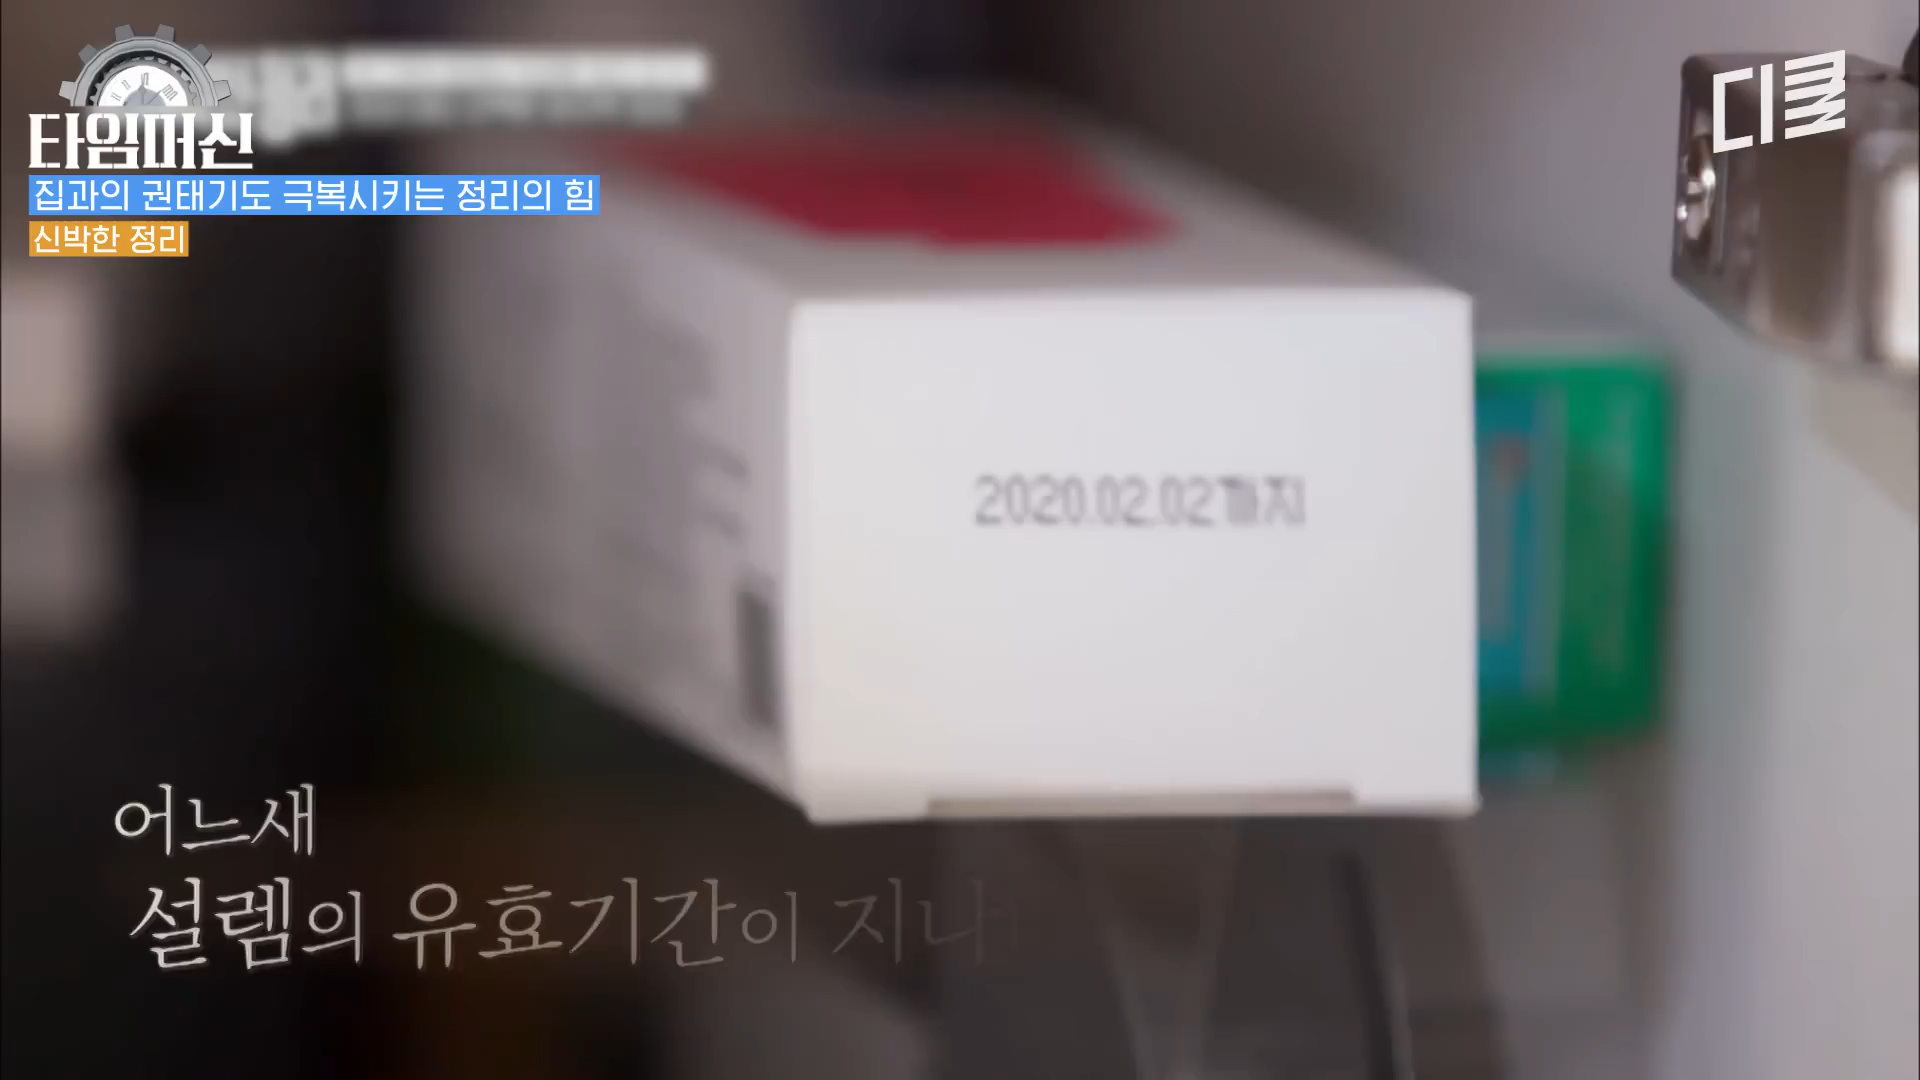 타임머신
디클
집과의 권태기도 극복시키는 정리의 힘
신박한 정리
2020.02.02까지
어느새
설렘의 유효기간이 지나